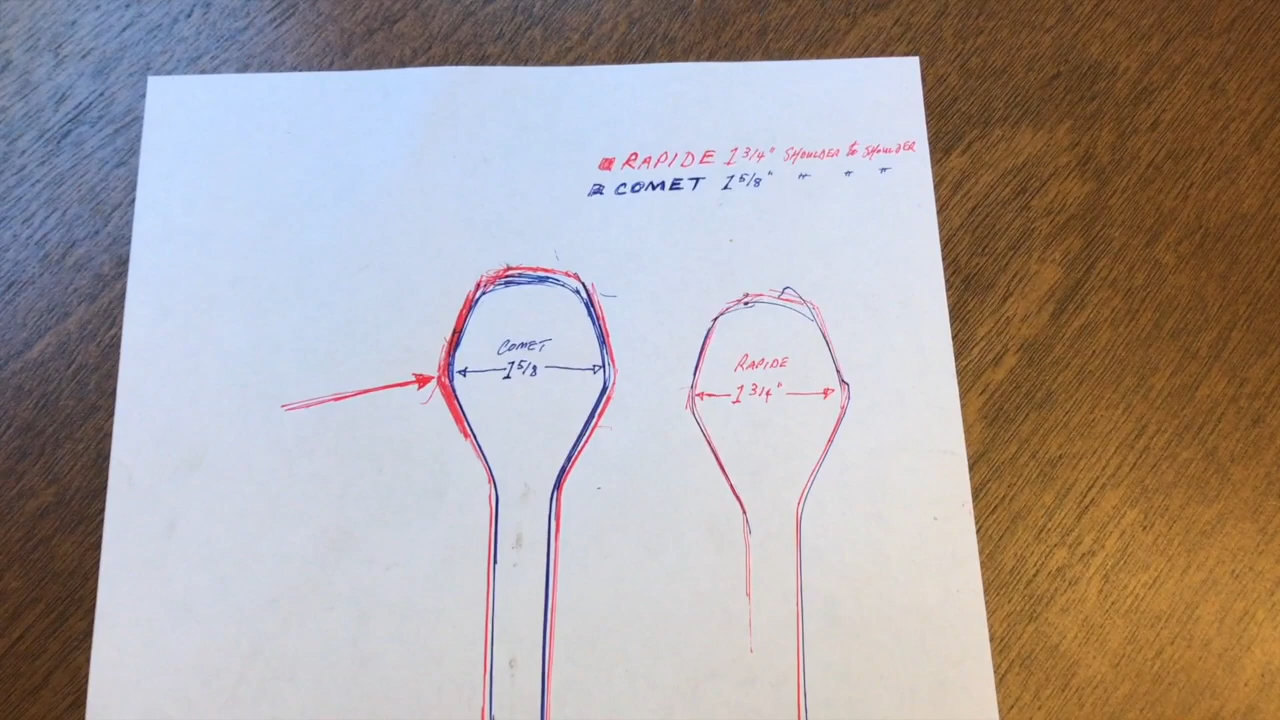 RAPIDE 1 3/4" SHOULDER to SHOULDER
COMET 1 5/8" " " "
COMET
1 5/8
RAPIDE
1 3/4"